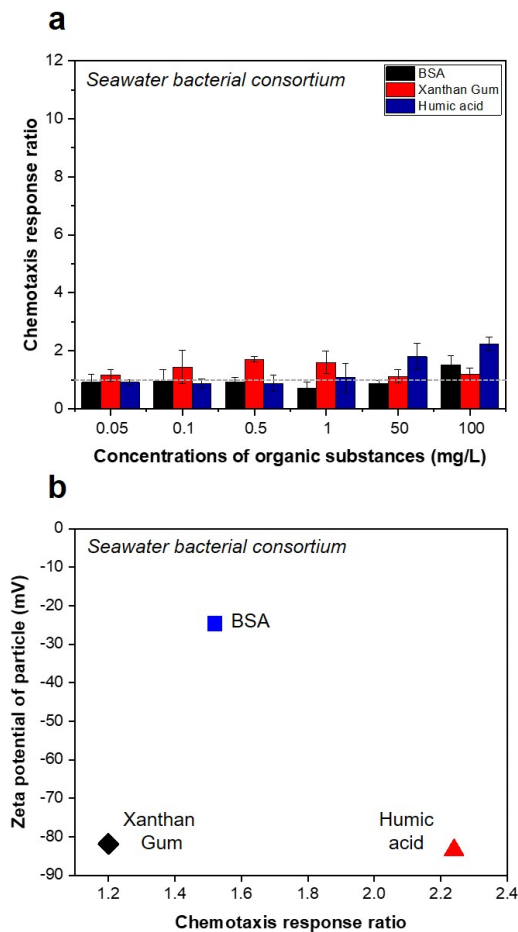 a
12
10
8
6
4
2
0
Chemotaxis response ratio
Seawater bacterial consortium
BSA
Xanthan Gum
Humic acid
0.05 0.1 0.5 1 50 100
Concentrations of organic substances (mg/L)
b
0
-10
-20
-30
-40
-50
-60
-70
-80
-90
Zeta potential of particle (mV)
Seawater bacterial consortium
BSA
Xanthan
Gum
Humic
acid
1.2 1.4 1.6 1.8 2.0 2.2 2.4
Chemotaxis response ratio